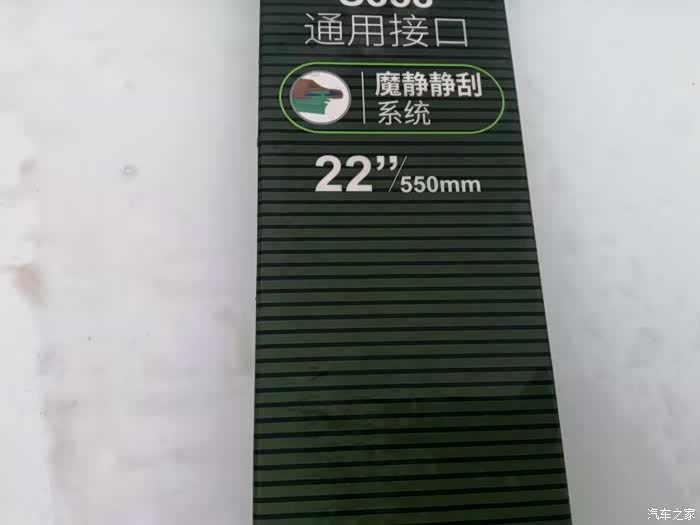 通用接口
魔静静刮
系统
22”/550mm
汽车之家